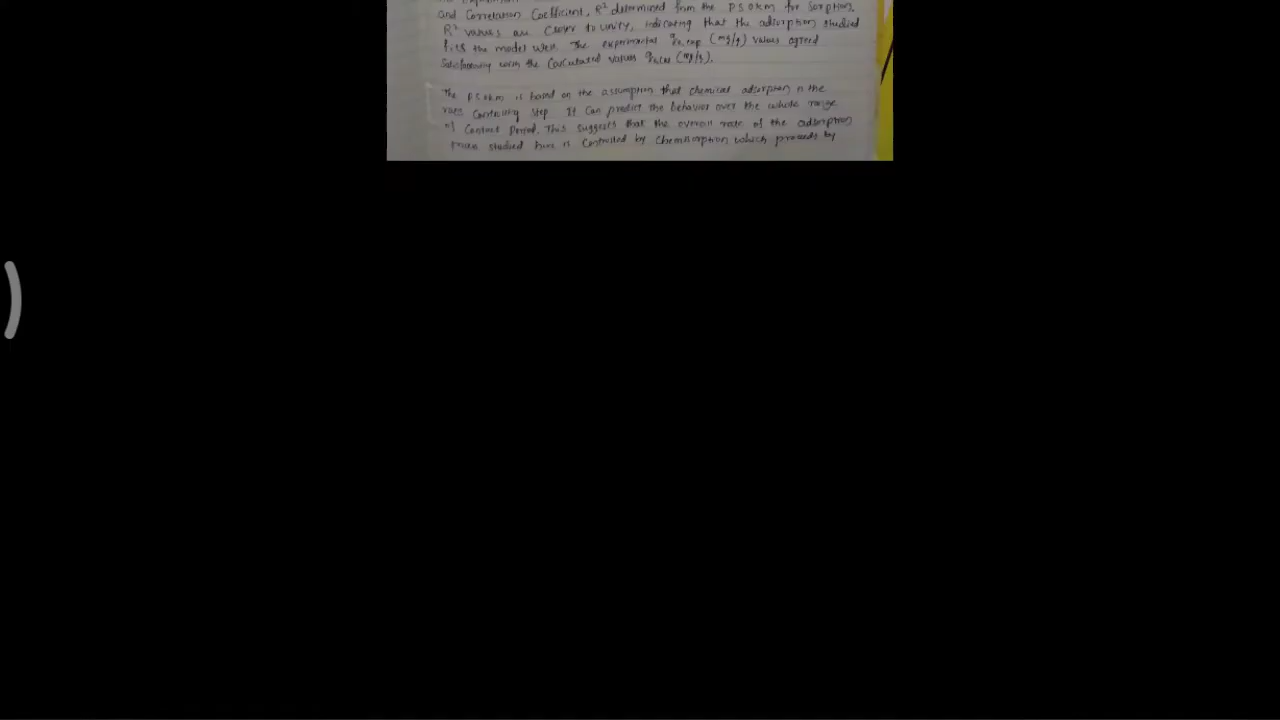 and Correlation Coefficient, R² determined from the PSOKM for Sorption.
R² values are closer to unity, indicating that the adsorption studied
fits the model well. The experimental qe,exp (mg/g) values agreed
Satisfactorily with the Calculated values qe,cal (mg/g).
The PSOKM is based on the assumption that chemical adsorption is the
rate controlling step. It can predict the behavior over the whole range
of Contact Period. This suggests that the overall rate of the adsorption
studied here is Controlled by Chemisorption which proceeds by